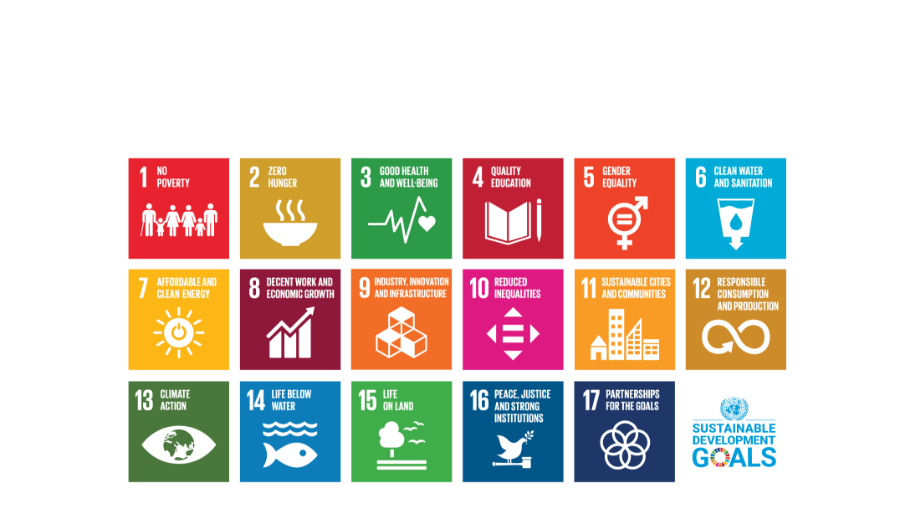 1 NO
POVERTY
2 ZERO
HUNGER
3 GOOD HEALTH
AND WELL-BEING
4 QUALITY
EDUCATION
5 GENDER
EQUALITY
6 CLEAN WATER
AND SANITATION
7 AFFORDABLE AND
CLEAN ENERGY
8 DECENT WORK AND
ECONOMIC GROWTH
9 INDUSTRY, INNOVATION
AND INFRASTRUCTURE
10 REDUCED
INEQUALITIES
11 SUSTAINABLE CITIES
AND COMMUNITIES
12 RESPONSIBLE
CONSUMPTION
AND PRODUCTION
13 CLIMATE
ACTION
14 LIFE BELOW
WATER
15 LIFE
ON LAND
16 PEACE, JUSTICE
AND STRONG
INSTITUTIONS
17 PARTNERSHIPS
FOR THE GOALS
SUSTAINABLE
DEVELOPMENT
GOALS